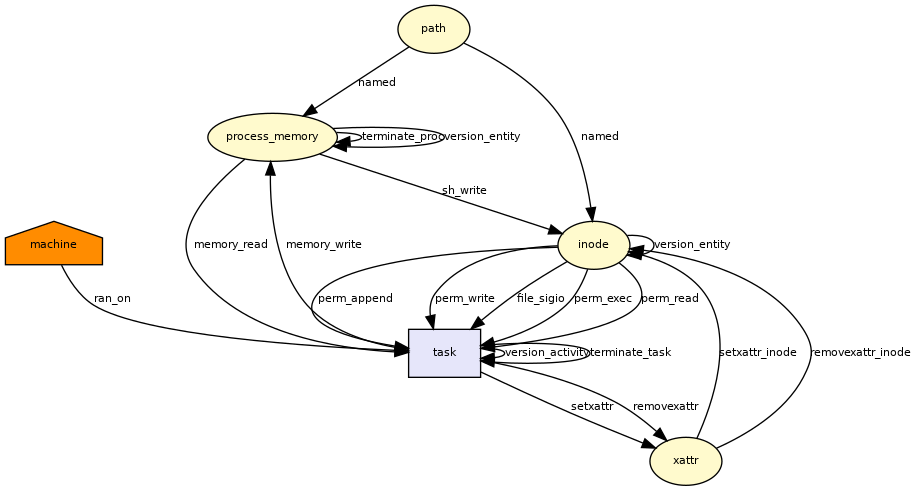 path
named
process_memory
terminate_proc
version_entity
named
sh_write
machine
memory_read
memory_write
inode
version_entity
ran_on
perm_append
perm_write
file_sigio
perm_exec
perm_read
task
version_activity
terminate_task
setxattr_inode
removexattr_inode
setxattr
removexattr
xattr